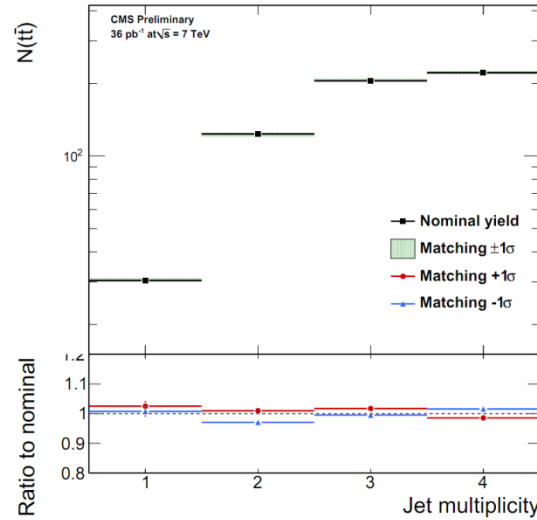 CMS Preliminary
36 pb⁻¹ at √s = 7 TeV
N(tt̄)
10²
Nominal yield
Matching ±1σ
Matching +1σ
Matching -1σ
Ratio to nominal
1.2
1.1
1
0.9
0.8
1 2 3 4
Jet multiplicity